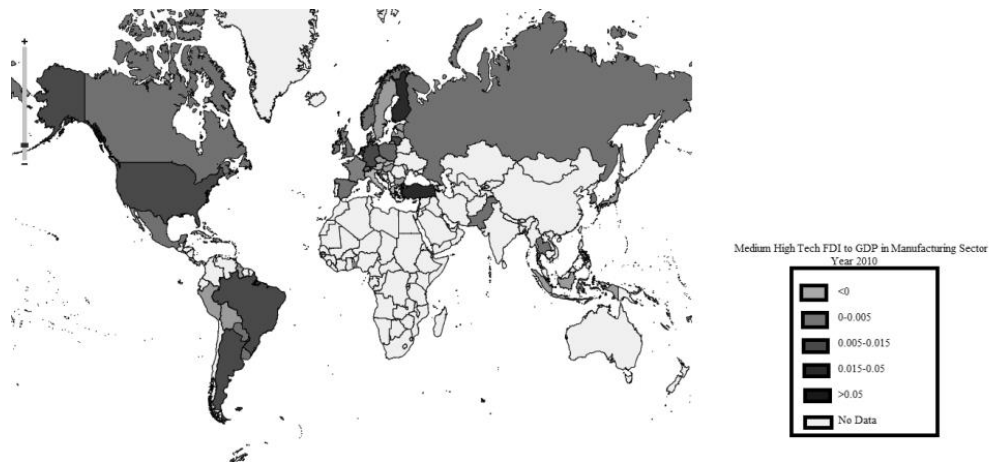 +
−
Medium High Tech FDI to GDP in Manufacturing Sector
Year 2010
<0
0-0.005
0.005-0.015
0.015-0.05
>0.05
No Data